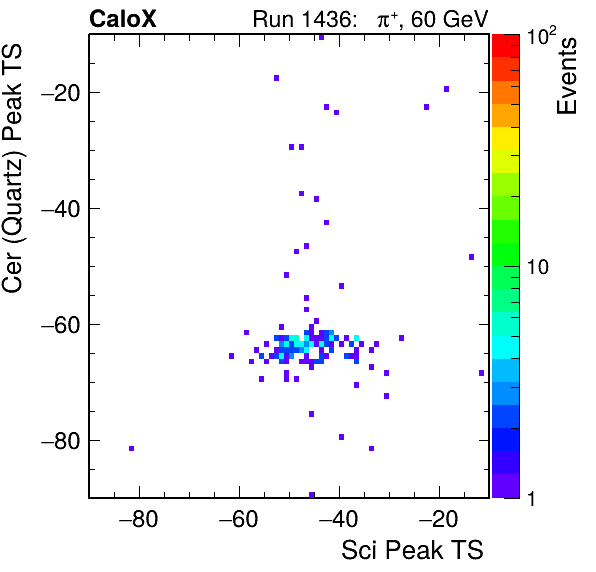 CaloX
Run 1436: π⁺, 60 GeV
Cer (Quartz) Peak TS
−20
−40
−60
−80
−80
−60
−40
−20
Sci Peak TS
10²
10
1
Events